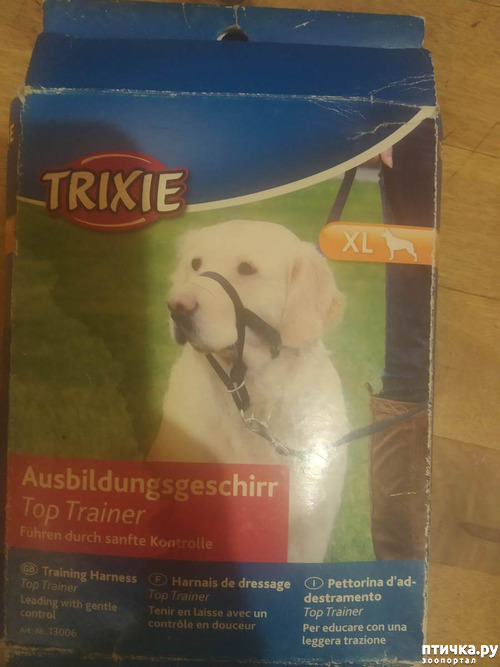 TRIXIE
XL
Ausbildungsgeschirr
Top Trainer
Führen durch sanfte Kontrolle
GB Training Harness
Top Trainer
Leading with gentle
control
Art.-Nr. 13006
F Harnais de dressage
Top Trainer
Tenir en laisse avec un
contrôle en douceur
I Pettorina d'ad-
destramento
Top Trainer
Per educare con una
leggera trazione
птичка.ру
зоопортал